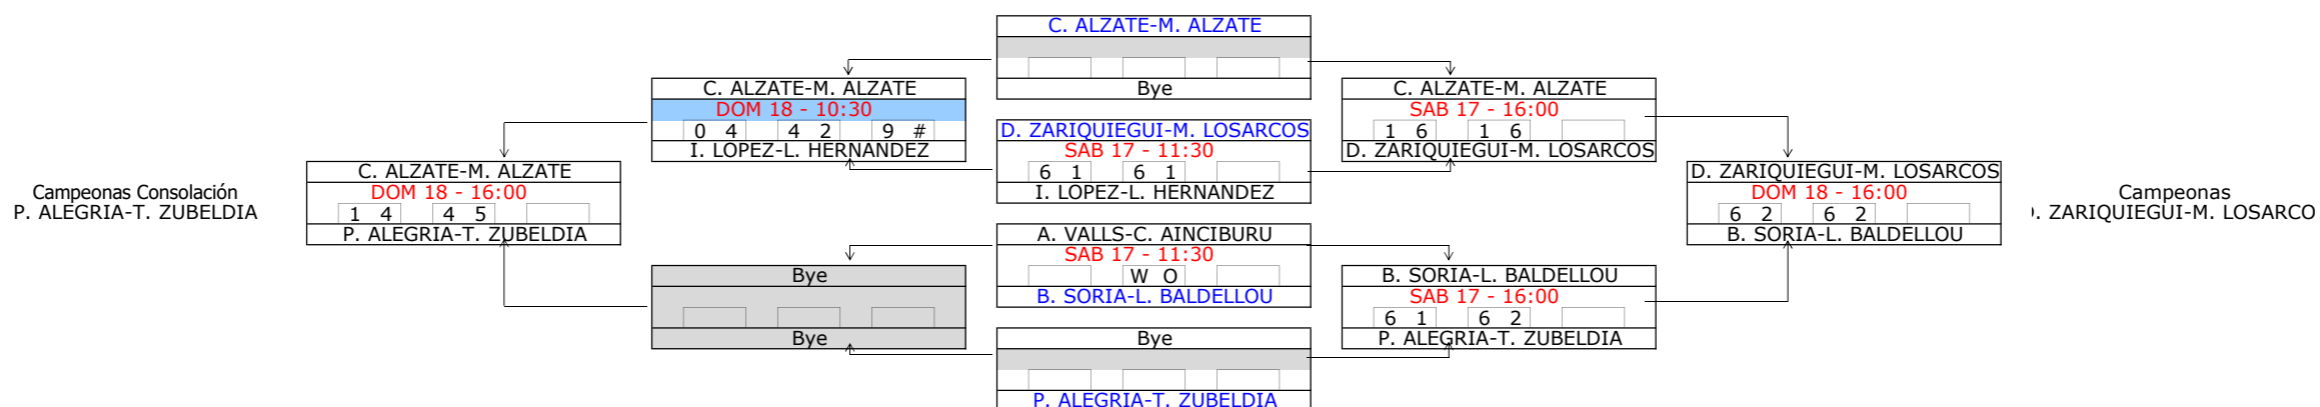 Campeonas Consolación
P. ALEGRIA-T. ZUBELDIA
C. ALZATE-M. ALZATE
DOM 18 - 16:00
1 4 4 5
P. ALEGRIA-T. ZUBELDIA
C. ALZATE-M. ALZATE
DOM 18 - 10:30
0 4 4 2 9 #
I. LOPEZ-L. HERNANDEZ
Bye
Bye
C. ALZATE-M. ALZATE
Bye
D. ZARIQUIEGUI-M. LOSARCOS
SAB 17 - 11:30
6 1 6 1
I. LOPEZ-L. HERNANDEZ
A. VALLS-C. AINCIBURU
SAB 17 - 11:30
W O
B. SORIA-L. BALDELLOU
Bye
P. ALEGRIA-T. ZUBELDIA
C. ALZATE-M. ALZATE
SAB 17 - 16:00
1 6 1 6
D. ZARIQUIEGUI-M. LOSARCOS
B. SORIA-L. BALDELLOU
SAB 17 - 16:00
6 1 6 2
P. ALEGRIA-T. ZUBELDIA
D. ZARIQUIEGUI-M. LOSARCOS
DOM 18 - 16:00
6 2 6 2
B. SORIA-L. BALDELLOU
Campeonas
. ZARIQUIEGUI-M. LOSARCO